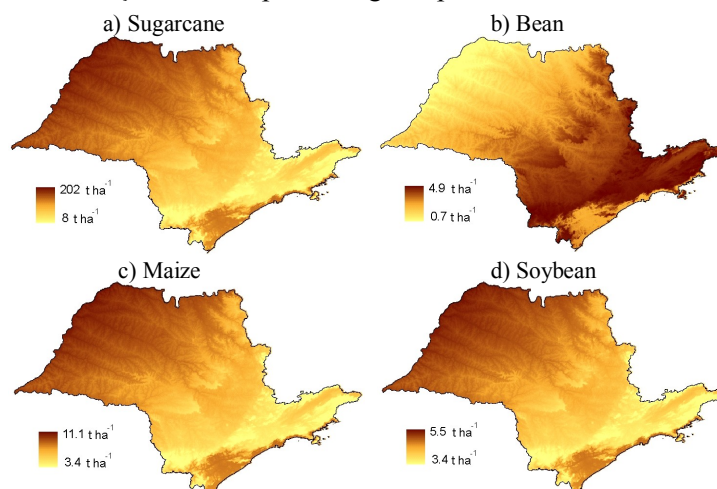 a) Sugarcane
b) Bean
202 t ha-1
8 t ha-1
4.9 t ha-1
0.7 t ha-1
c) Maize
d) Soybean
11.1 t ha-1
3.4 t ha-1
5.5 t ha-1
3.4 t ha-1